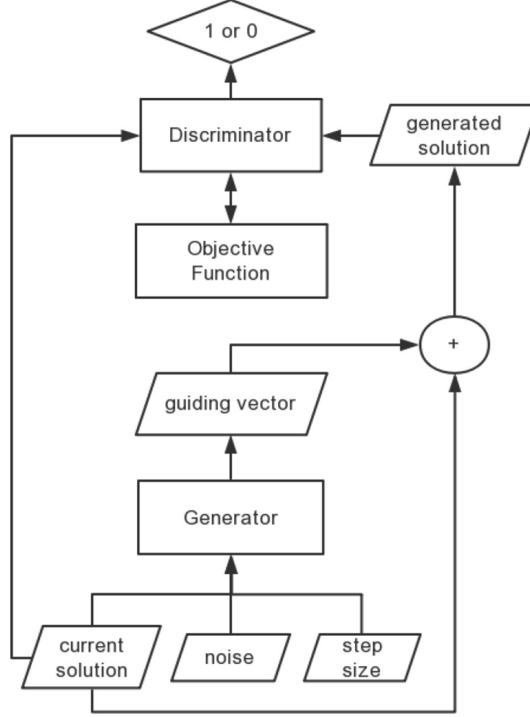 1 or 0
Discriminator
generated
solution
Objective
Function
+
guiding vector
Generator
current
solution
noise
step
size